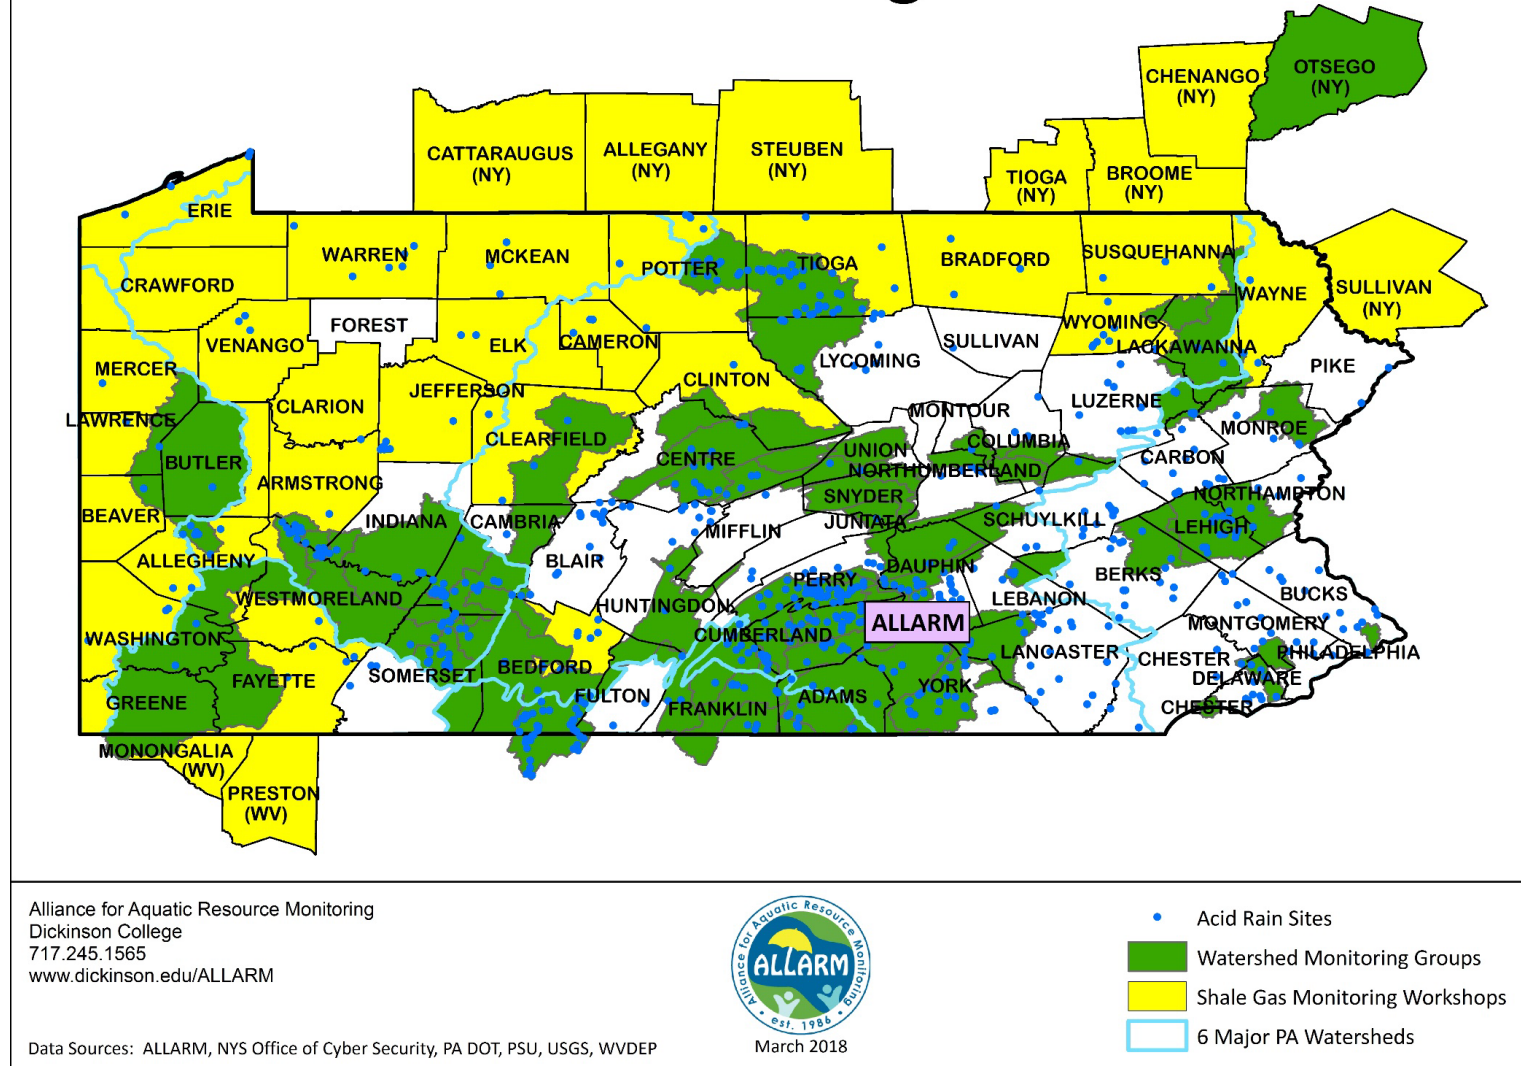 CHENANGO
(NY)
OTSEGO
(NY)
CATTARAUGUS
(NY)
ALLEGANY
(NY)
STEUBEN
(NY)
TIOGA
(NY)
BROOME
(NY)
ERIE
WARREN
MCKEAN
POTTER
TIOGA
BRADFORD
SUSQUEHANNA
CRAWFORD
WAYNE
SULLIVAN
(NY)
FOREST
VENANGO
ELK
CAMERON
LYCOMING
SULLIVAN
WYOMING
LACKAWANNA
PIKE
MERCER
CLARION
JEFFERSON
CLINTON
MONTOUR
LUZERNE
LAWRENCE
CLEARFIELD
CENTRE
UNION
COLUMBIA
MONROE
BUTLER
NORTHUMBERLAND
CARBON
ARMSTRONG
SNYDER
NORTHAMPTON
BEAVER
INDIANA
CAMBRIA
MIFFLIN
JUNIATA
SCHUYLKILL
LEHIGH
ALLEGHENY
BLAIR
PERRY
DAUPHIN
BERKS
WESTMORELAND
HUNTINGDON
LEBANON
BUCKS
ALLARM
WASHINGTON
CUMBERLAND
MONTGOMERY
BEDFORD
LANCASTER
CHESTER
PHILADELPHIA
FAYETTE
SOMERSET
FULTON
YORK
DELAWARE
GREENE
FRANKLIN
ADAMS
CHESTER
MONONGALIA
(WV)
PRESTON
(WV)
Alliance for Aquatic Resource Monitoring
Dickinson College
717.245.1565
www.dickinson.edu/ALLARM
Data Sources: ALLARM, NYS Office of Cyber Security, PA DOT, PSU, USGS, WVDEP
Alliance for Aquatic Resource Monitoring
ALLARM
est. 1986
March 2018
Acid Rain Sites
Watershed Monitoring Groups
Shale Gas Monitoring Workshops
6 Major PA Watersheds